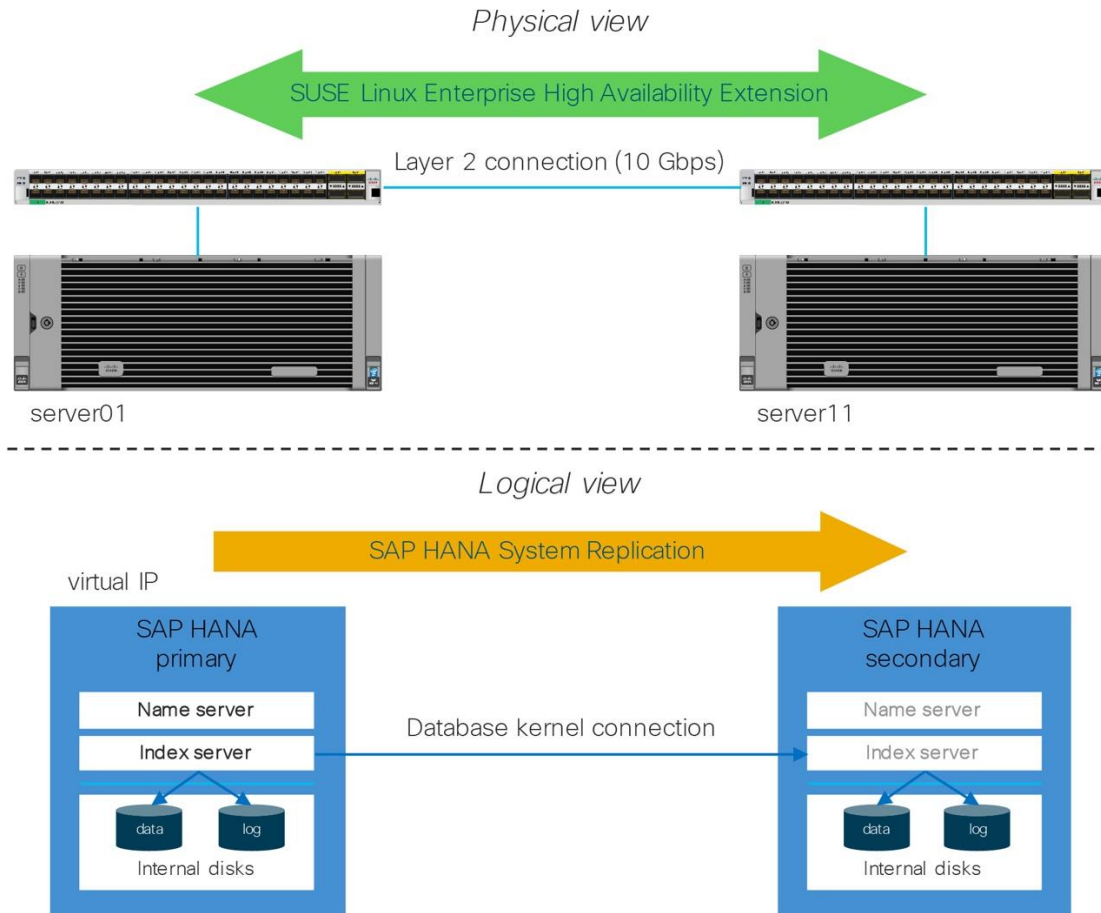 Physical view
SUSE Linux Enterprise High Availability Extension
Layer 2 connection (10 Gbps)
server01
server11
Logical view
SAP HANA System Replication
virtual IP
SAP HANA
primary
Name server
Index server
data
log
Internal disks
Database kernel connection
SAP HANA
secondary
Name server
Index server
data
log
Internal disks